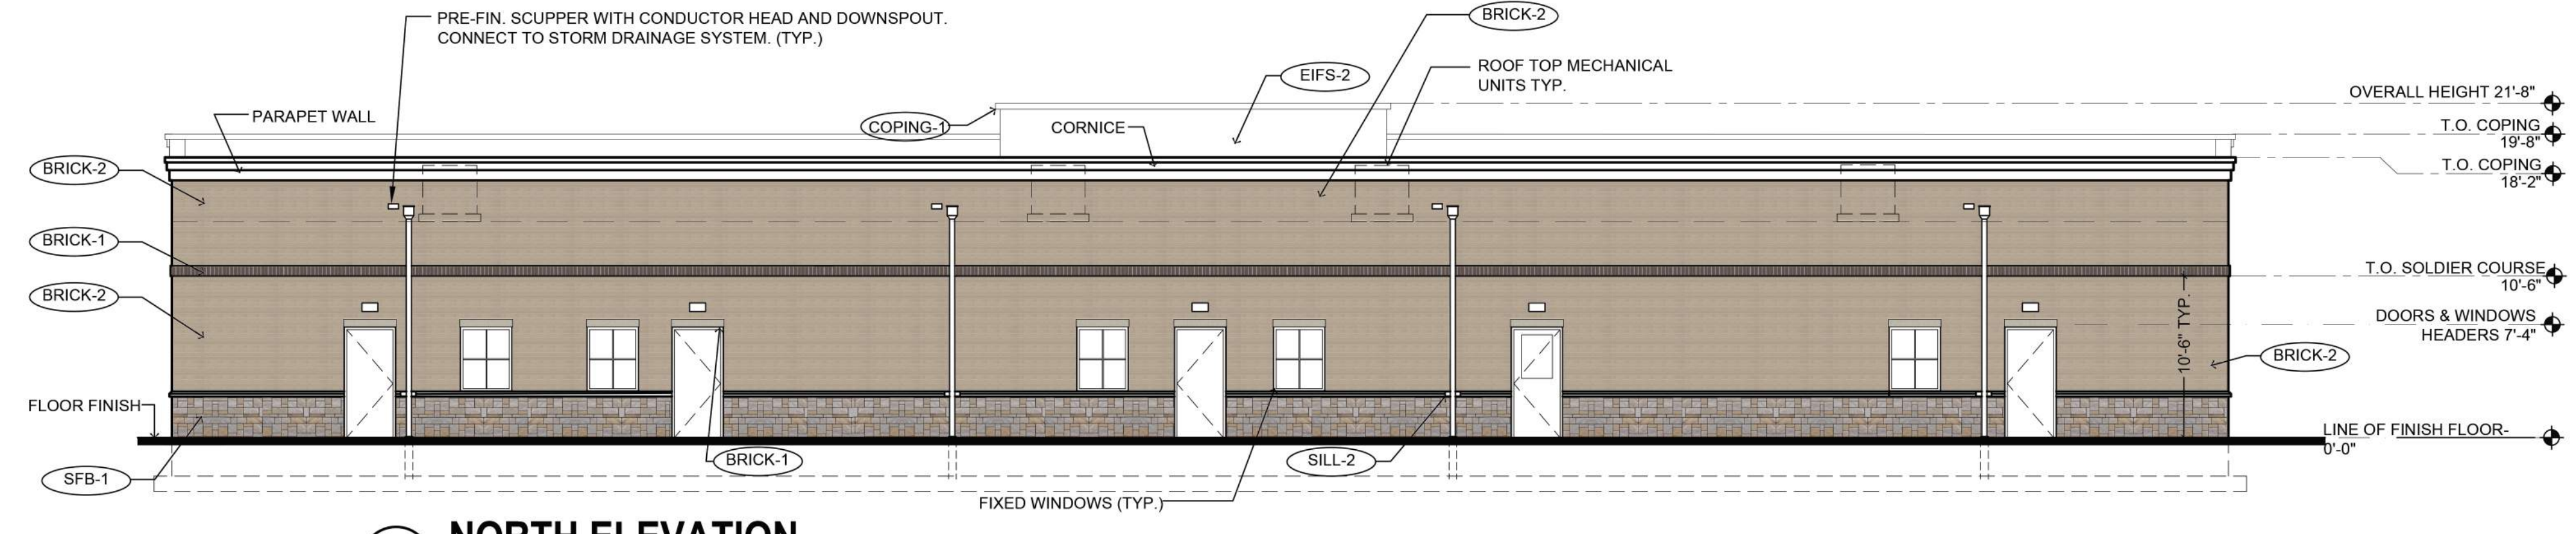 PRE-FIN. SCUPPER WITH CONDUCTOR HEAD AND DOWNSPOUT.
CONNECT TO STORM DRAINAGE SYSTEM. (TYP.)
BRICK-2
EIFS-2
ROOF TOP MECHANICAL
UNITS TYP.
OVERALL HEIGHT 21'-8"
PARAPET WALL
COPING-1
CORNICE
T.O. COPING
19'-8"
BRICK-2
T.O. COPING
18'-2"
BRICK-1
T.O. SOLDIER COURSE
10'-6"
BRICK-2
DOORS & WINDOWS
HEADERS 7'-4"
10'-6" TYP.
BRICK-2
FLOOR FINISH
LINE OF FINISH FLOOR-
0'-0"
SFB-1
BRICK-1
SILL-2
FIXED WINDOWS (TYP.)
NORTH ELEVATION